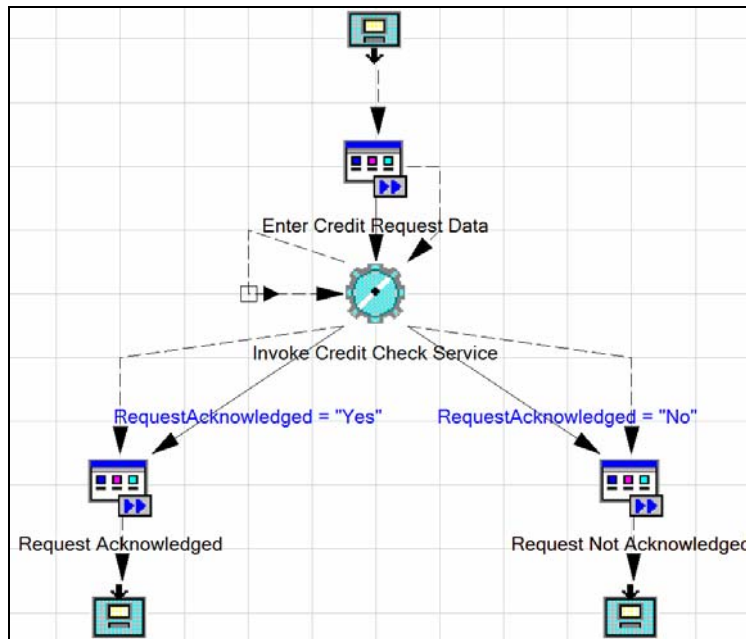 Enter Credit Request Data
Invoke Credit Check Service
RequestAcknowledged = "Yes"
RequestAcknowledged = "No"
Request Acknowledged
Request Not Acknowledged